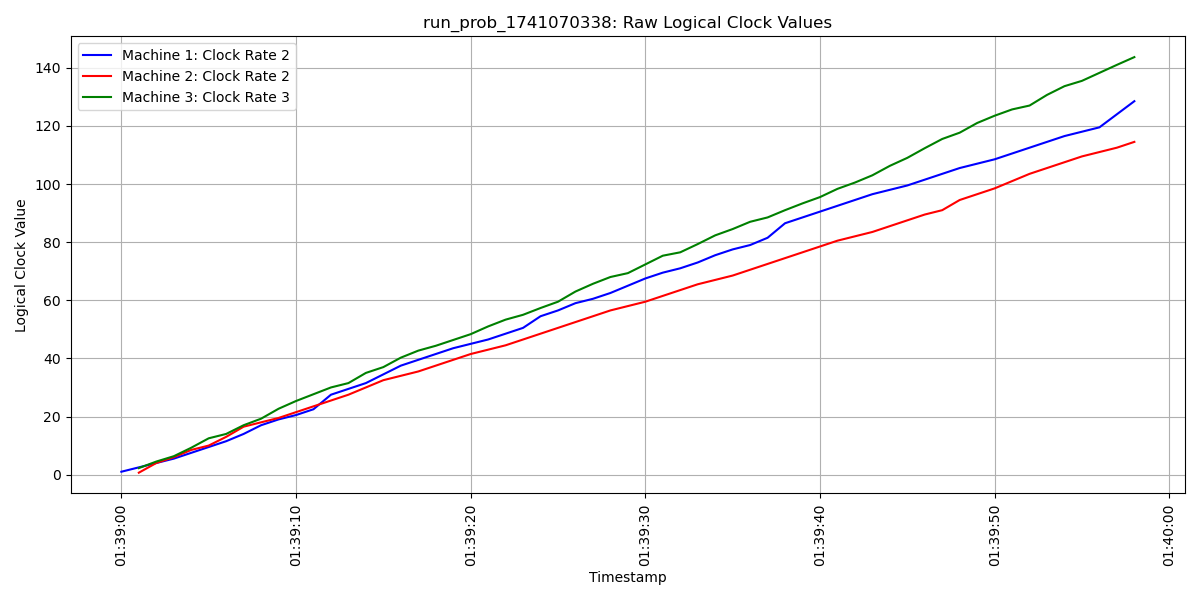 run_prob_1741070338: Raw Logical Clock Values
Machine 1: Clock Rate 2
Machine 2: Clock Rate 2
Machine 3: Clock Rate 3
Logical Clock Value
140
120
100
80
60
40
20
0
01:39:00
01:39:10
01:39:20
01:39:30
01:39:40
01:39:50
01:40:00
Timestamp